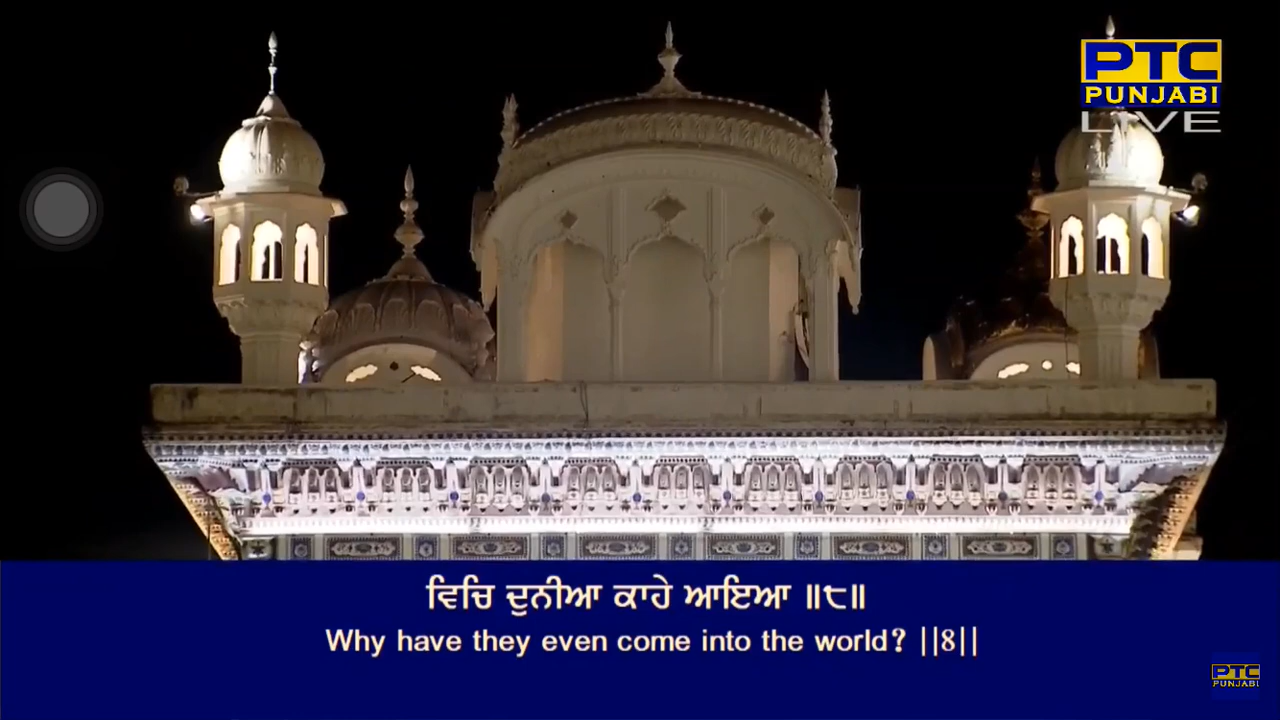 PTC
PUNJABI
LIVE
ਵਿਚਿ ਦੁਨੀਆ ਕਾਹੇ ਆਇਆ ॥੮॥
Why have they even come into the world? ||8||
PTC
PUNJABI